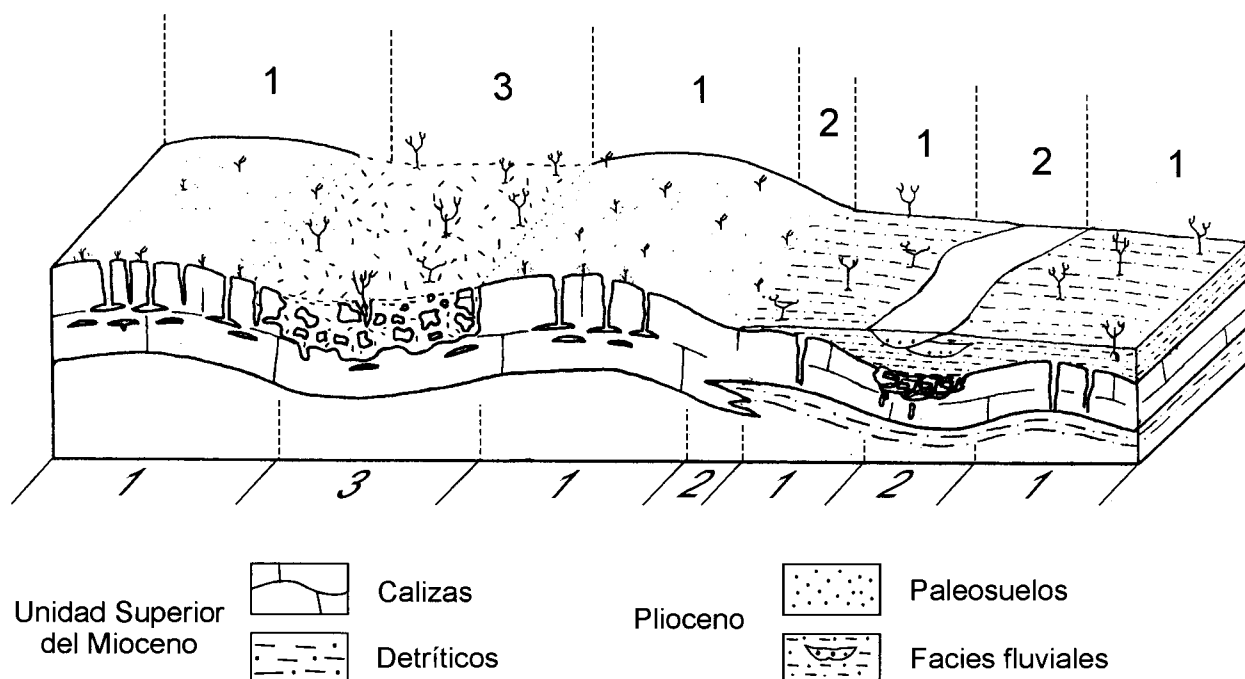 1 3 1 2 1 2 1
1 3 1 2 1 2 1
Unidad Superior
del Mioceno
Calizas
Detríticos
Plioceno
Paleosuelos
Facies fluviales